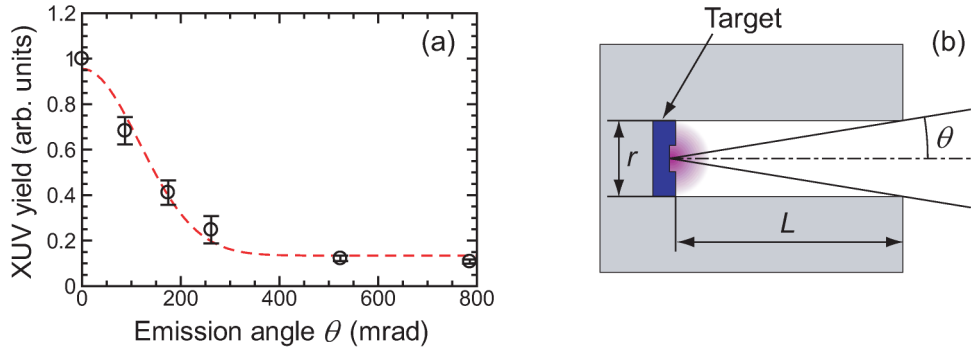 (a)
XUV yield (arb. units)
1.2
1
0.8
0.6
0.4
0.2
0
0 200 400 600 800
Emission angle θ (mrad)
Target
(b)
r
θ
L